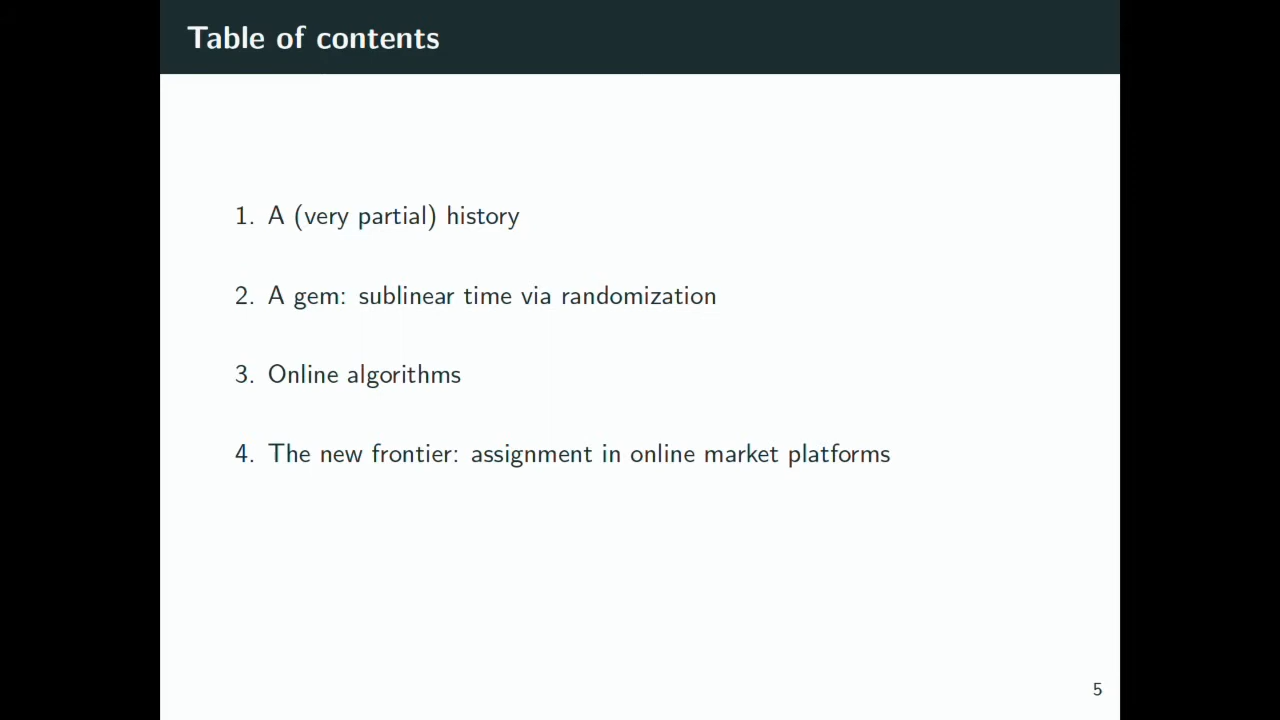 Table of contents
1. A (very partial) history
2. A gem: sublinear time via randomization
3. Online algorithms
4. The new frontier: assignment in online market platforms
5